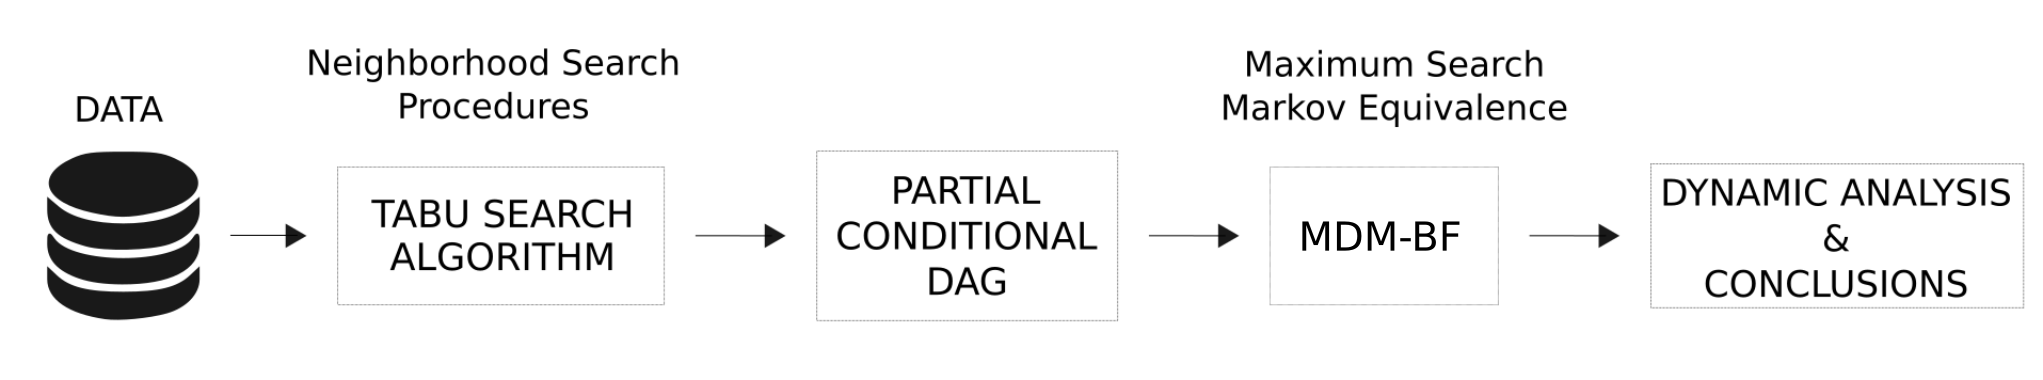 DATA
Neighborhood Search
Procedures
TABU SEARCH
ALGORITHM
PARTIAL
CONDITIONAL
DAG
Maximum Search
Markov Equivalence
MDM-BF
DYNAMIC ANALYSIS
&
CONCLUSIONS